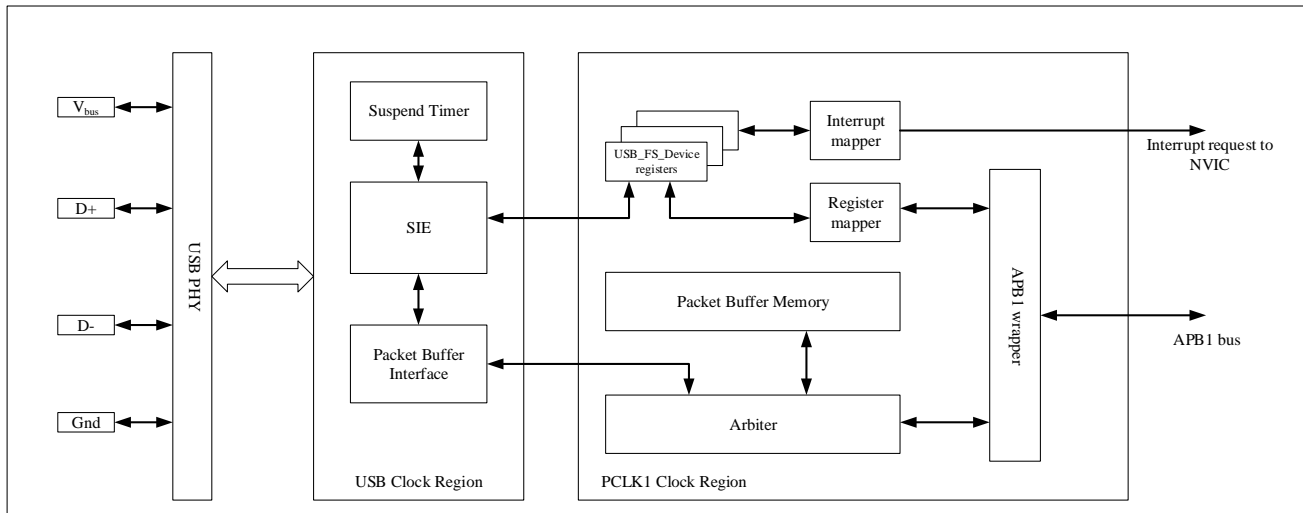 V bus
D+
D-
Gnd
USB PHY
Suspend Timer
SIE
Packet Buffer
Interface
USB Clock Region
USB_FS_Device
registers
Interrupt
mapper
Register
mapper
Packet Buffer Memory
Arbiter
APB1 wrapper
PCLK1 Clock Region
Interrupt request to
NVIC
APB1 bus